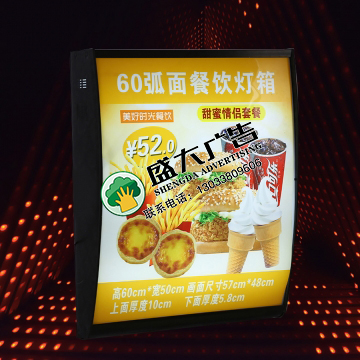 60弧面餐饮灯箱
美好时光餐饮
甜蜜情侣套餐
¥52.0
盛大广告
SHENGDA ADVERTISING
联系电话：13033809606
高60cm*宽50cm 画面尺寸57cm*48cm
上面厚度10cm 下面厚度5.8cm